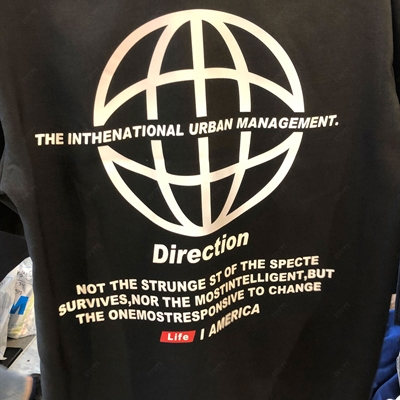 THE INTHENATIONAL URBAN MANAGEMENT.
Direction
NOT THE STRUNGE ST OF THE SPECTE
SURVIVES,NOR THE MOSTINTELLIGENT,BUT
THE ONEMOSTRESPONSIVE TO CHANGE
Life | AMERICA